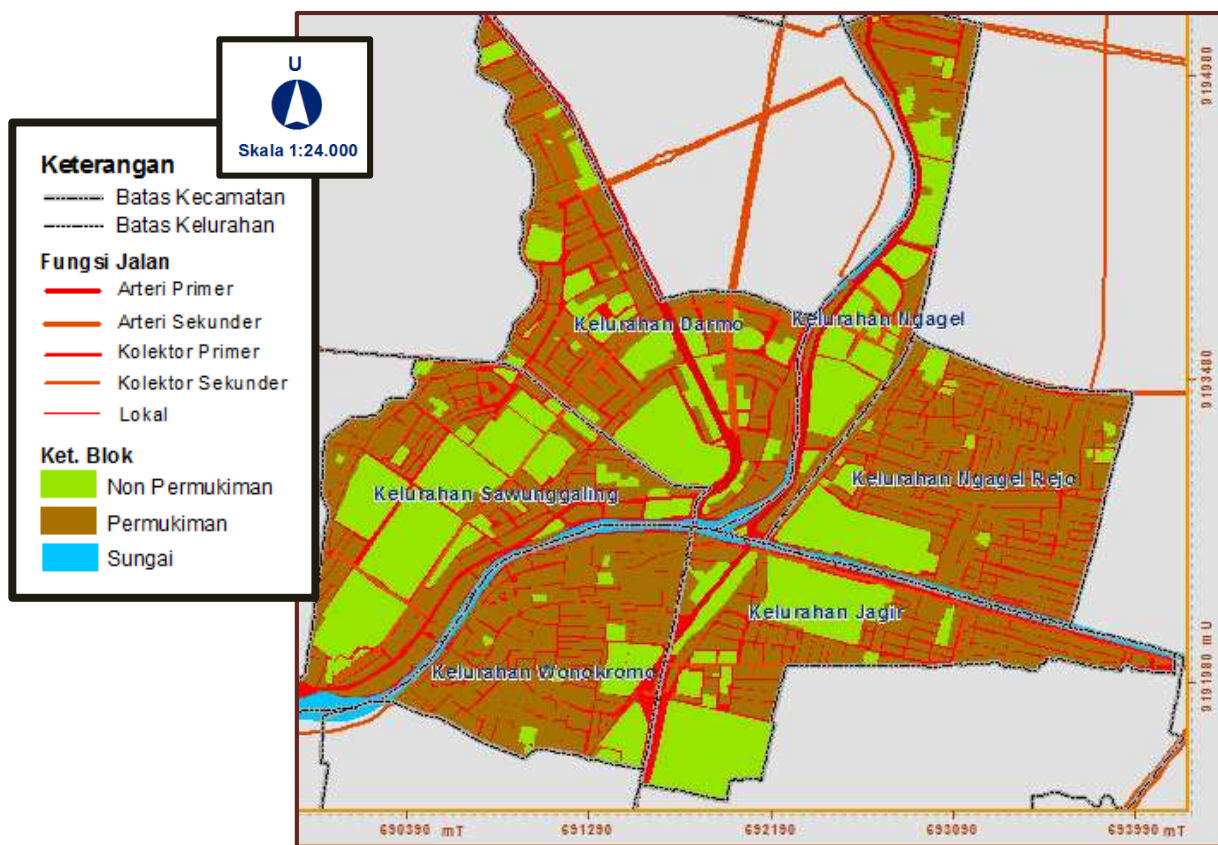 U
Skala 1:24.000
Keterangan
Batas Kecamatan
Batas Kelurahan
Fungsi Jalan
Arteri Primer
Arteri Sekunder
Kolektor Primer
Kolektor Sekunder
Lokal
Ket. Blok
Non Permukiman
Permukiman
Sungai
Kelurahan Darmo
Kelurahan Ngagel
Kelurahan Sawunggaling
Kelurahan Ngagel Rejo
Kelurahan Jagir
Kelurahan Wonokromo
9194980
9193480
9191980 m U
690390 mT
691290
692190
693090
693990 mT